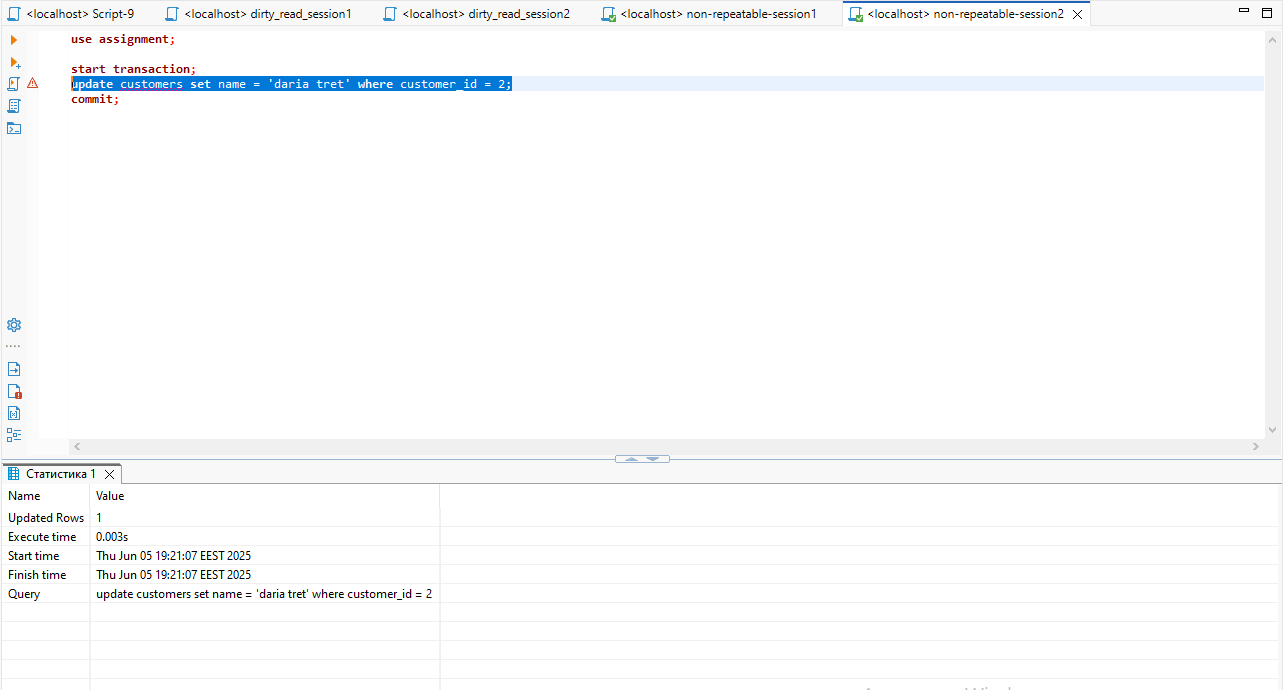 <localhost> Script-9
<localhost> dirty_read_session1
<localhost> dirty_read_session2
<localhost> non-repeatable-session1
<localhost> non-repeatable-session2
use assignment;
start transaction;
update customers set name = 'daria tret' where customer_id = 2;
commit;
Статистика 1
Name Value
Updated Rows 1
Execute time 0.003s
Start time Thu Jun 05 19:21:07 EEST 2025
Finish time Thu Jun 05 19:21:07 EEST 2025
Query update customers set name = 'daria tret' where customer_id = 2